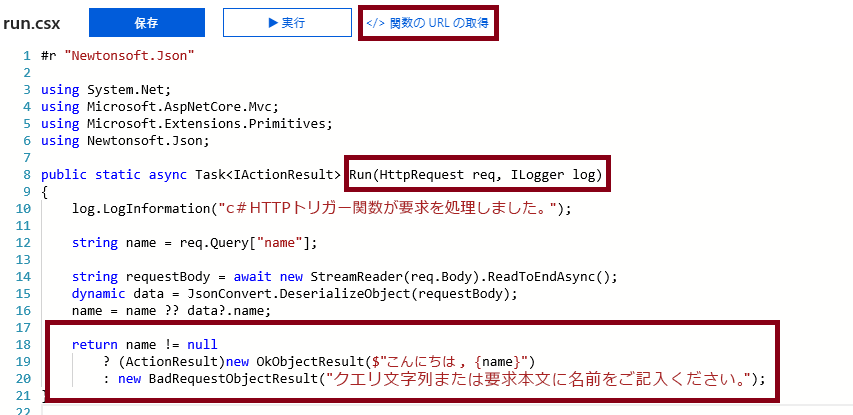 run.csx 保存 ▶ 実行 </> 関数の URL の取得
1 #r "Newtonsoft.Json"
2
3 using System.Net;
4 using Microsoft.AspNetCore.Mvc;
5 using Microsoft.Extensions.Primitives;
6 using Newtonsoft.Json;
7
8 public static async Task<IActionResult> Run(HttpRequest req, ILogger log)
9 {
10 log.LogInformation("c＃HTTPトリガー関数が要求を処理しました。");
11
12 string name = req.Query["name"];
13
14 string requestBody = await new StreamReader(req.Body).ReadToEndAsync();
15 dynamic data = JsonConvert.DeserializeObject(requestBody);
16 name = name ?? data?.name;
17
18 return name != null
19 ? (ActionResult)new OkObjectResult($"こんにちは , {name}")
20 : new BadRequestObjectResult("クエリ文字列または要求本文に名前をご記入ください。");
21 }
22